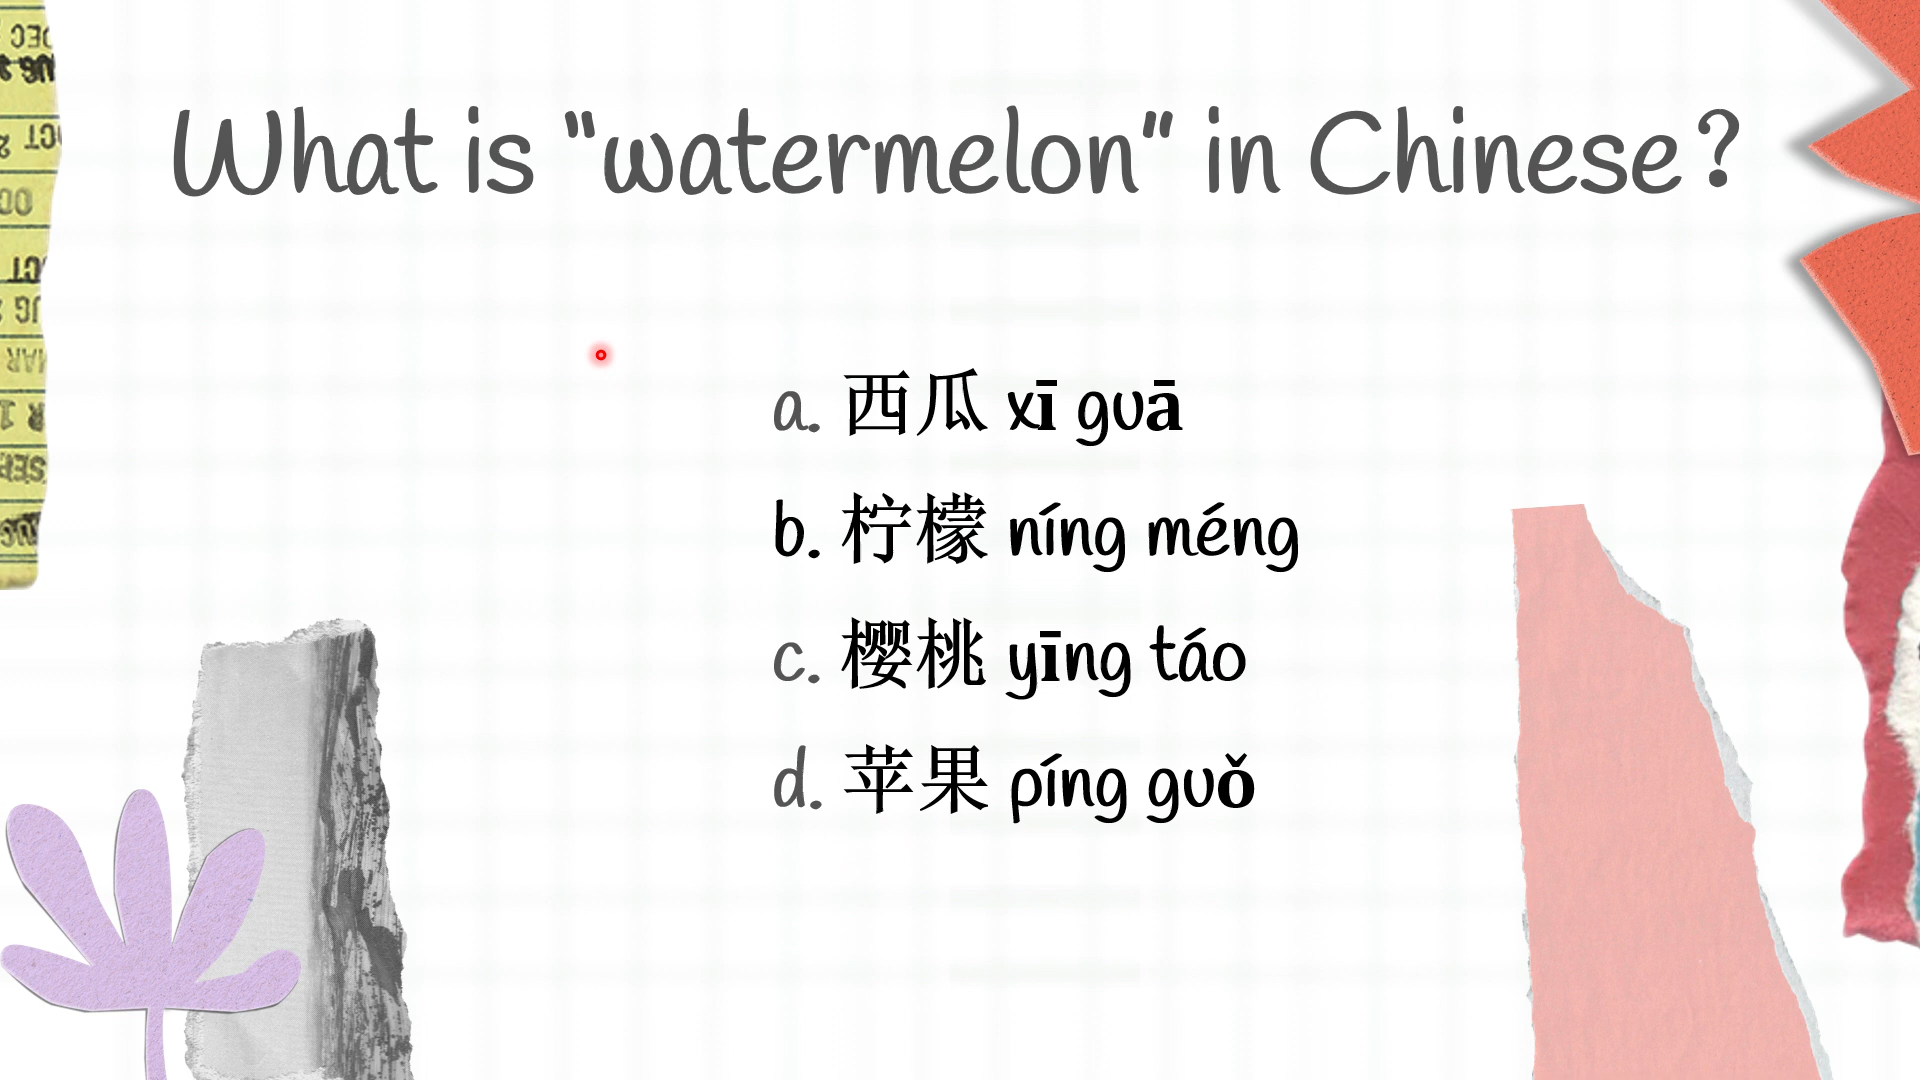 What is "watermelon" in Chinese?
a. 西瓜 xī guā
b. 柠檬 níng méng
c. 樱桃 yīng táo
d. 苹果 píng guǒ